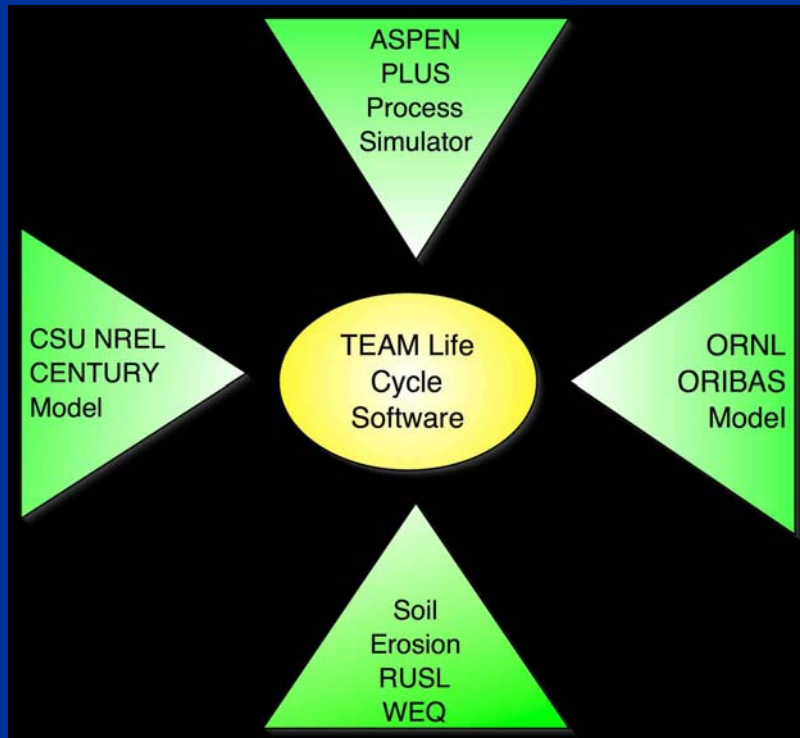 ASPEN
PLUS
Process
Simulator
CSU NREL
CENTURY
Model
TEAM Life
Cycle
Software
ORNL
ORIBAS
Model
Soil
Erosion
RUSL
WEQ